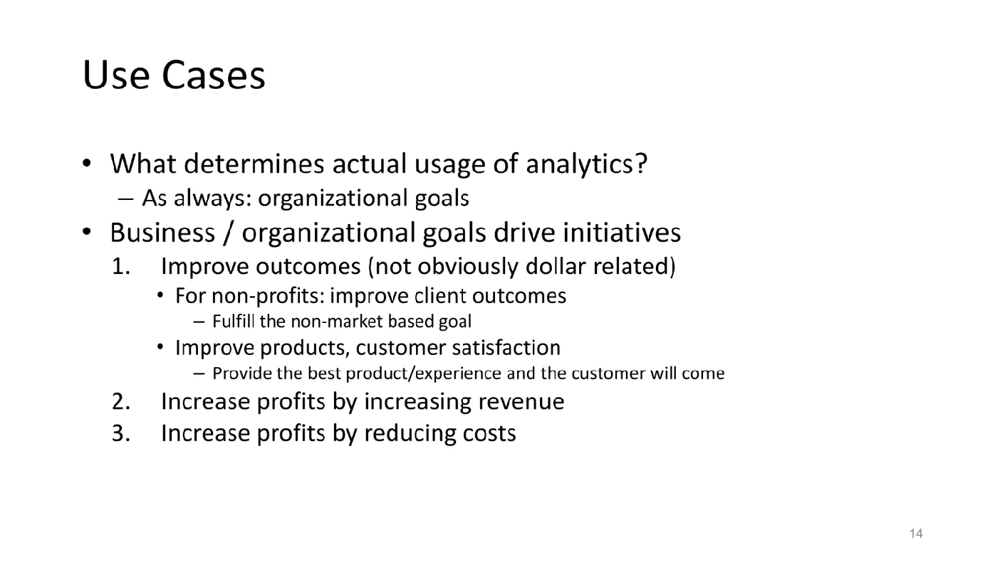 Use Cases
• What determines actual usage of analytics?
– As always: organizational goals
• Business / organizational goals drive initiatives
1. Improve outcomes (not obviously dollar related)
• For non-profits: improve client outcomes
– Fulfill the non-market based goal
• Improve products, customer satisfaction
– Provide the best product/experience and the customer will come
2. Increase profits by increasing revenue
3. Increase profits by reducing costs
14